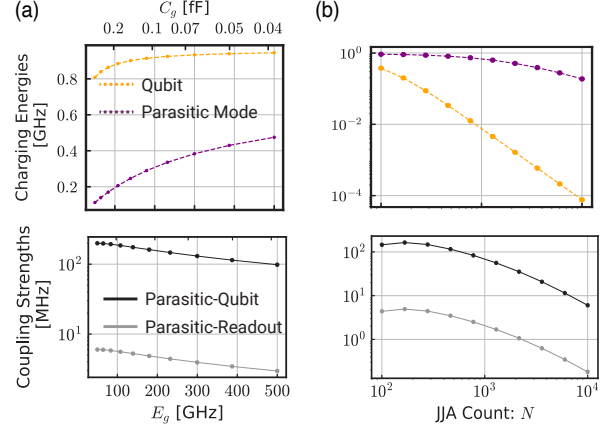 (a)
C_g [fF]
0.2 0.1 0.07 0.05 0.04
Charging Energies
[GHz]
0.8
0.6
0.4
0.2
Qubit
Parasitic Mode
(b)
10^0
10^−2
10^−4
Coupling Strengths
[MHz]
10^2
10^1
Parasitic-Qubit
Parasitic-Readout
100 200 300 400 500
E_g [GHz]
10^2
10^1
10^0
10^2 10^3 10^4
JJA Count: N